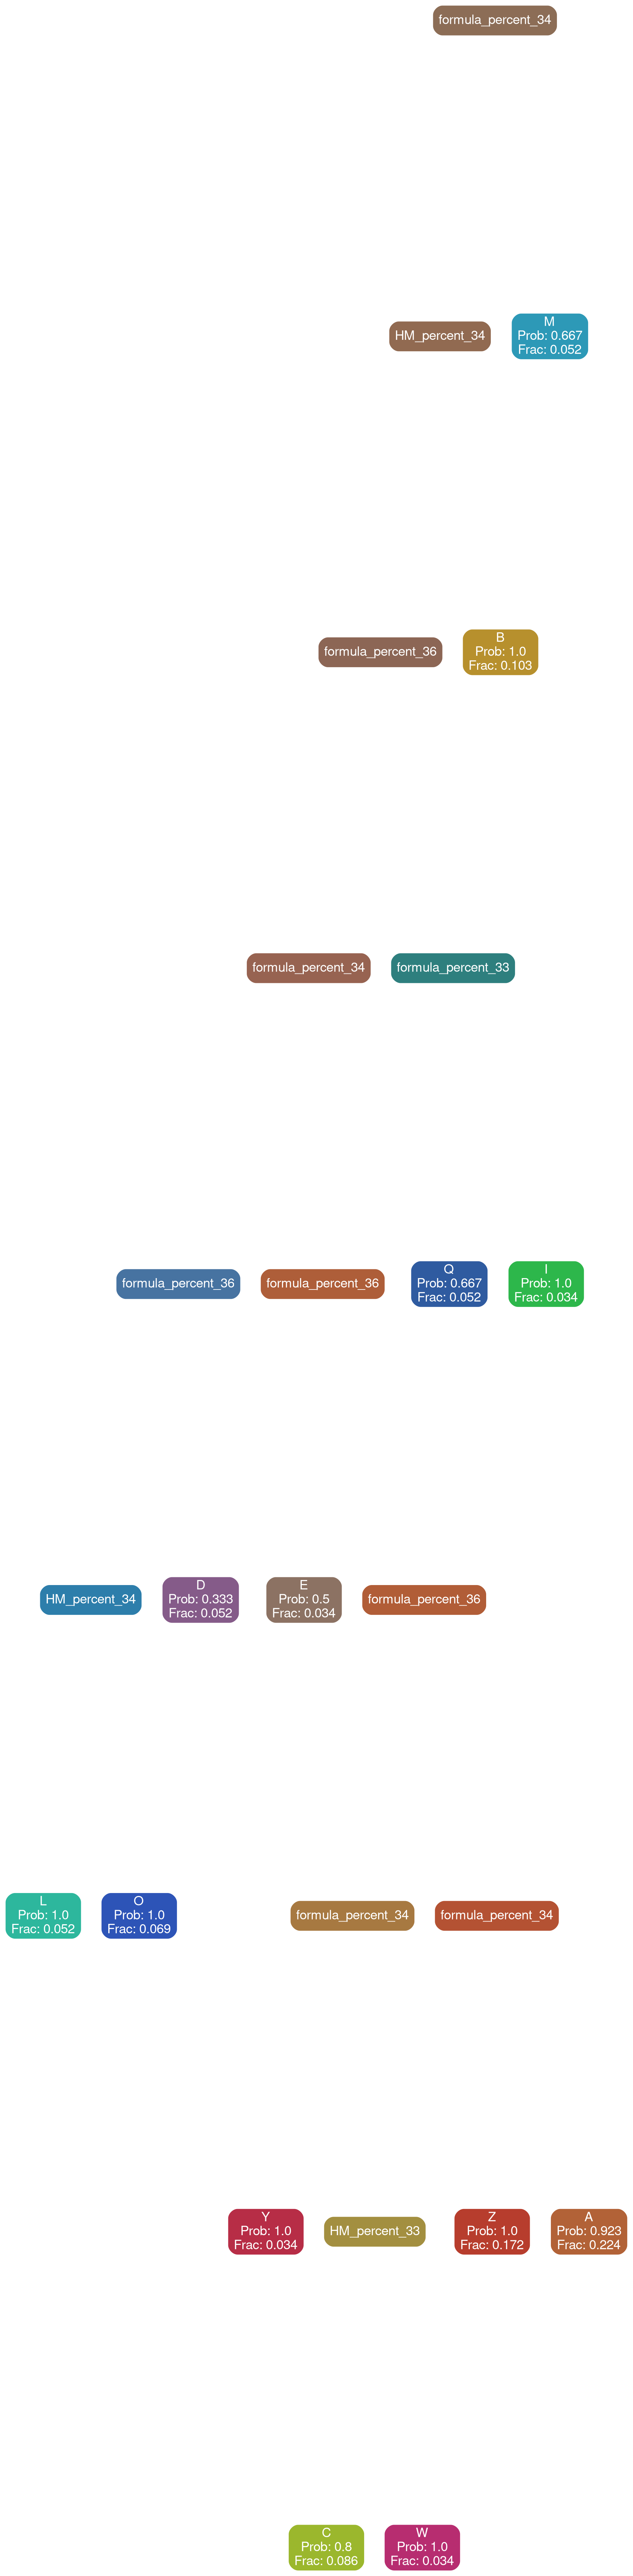 formula_percent_34
HM_percent_34
M
Prob: 0.667
Frac: 0.052
formula_percent_36
B
Prob: 1.0
Frac: 0.103
formula_percent_34
formula_percent_33
formula_percent_36
formula_percent_36
Q
Prob: 0.667
Frac: 0.052
I
Prob: 1.0
Frac: 0.034
HM_percent_34
D
Prob: 0.333
Frac: 0.052
E
Prob: 0.5
Frac: 0.034
formula_percent_36
L
Prob: 1.0
Frac: 0.052
O
Prob: 1.0
Frac: 0.069
formula_percent_34
formula_percent_34
Y
Prob: 1.0
Frac: 0.034
HM_percent_33
Z
Prob: 1.0
Frac: 0.172
A
Prob: 0.923
Frac: 0.224
C
Prob: 0.8
Frac: 0.086
W
Prob: 1.0
Frac: 0.034